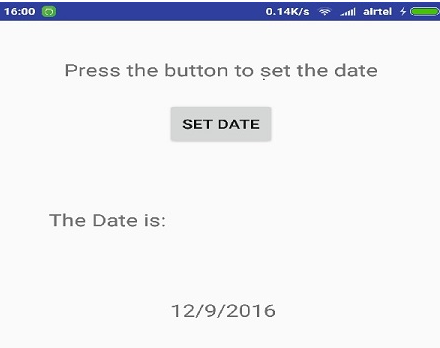 16:00 0.14K/s airtel
Press the button to set the date
SET DATE
The Date is:
12/9/2016